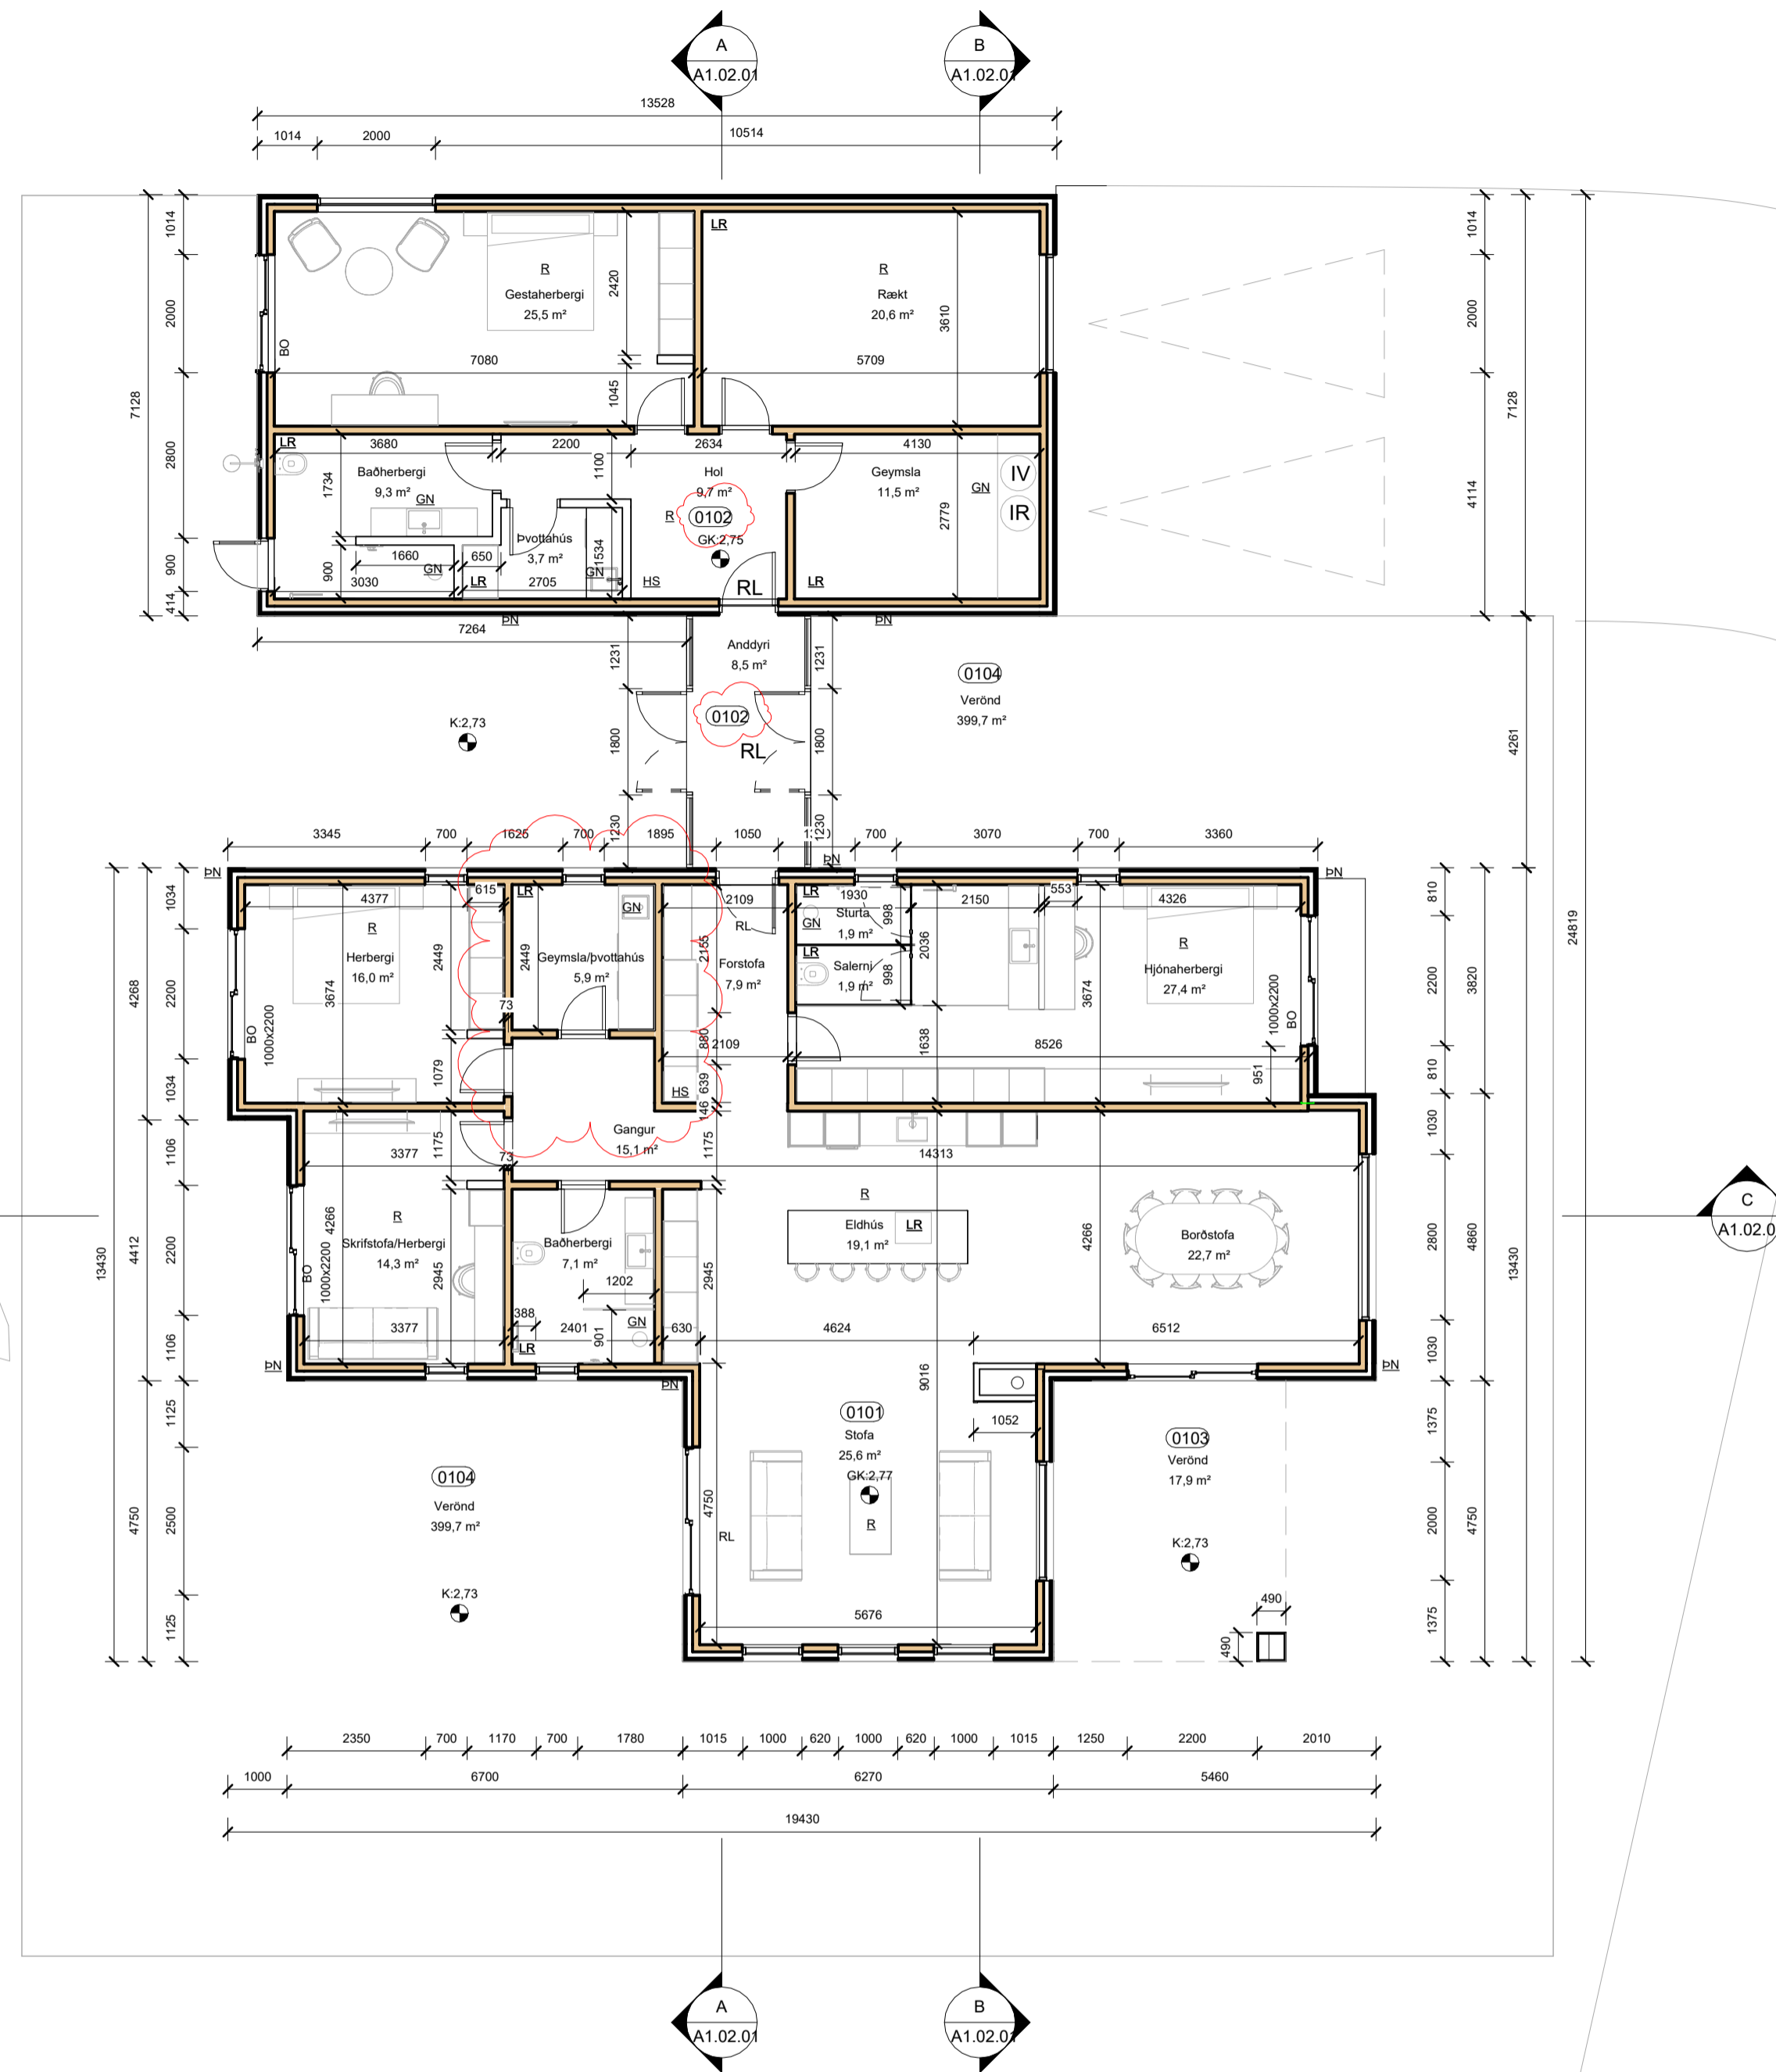 A
A1.02.01
B
A1.02.01
13528
1014
2000
10514
1014
2000
2800
900
414
7128
LR
R
Gestaherbergi
25,5 m²
2420
R
Rækt
20,6 m²
3610
BO
7080
5709
1045
1014
2000
4114
7128
24819
LR
3680
2200
2634
4130
Baðherbergi
9,3 m²
GN
1734
1100
Hol
9,7 m²
R
0102
GK:2,75
Geymsla
11,5 m²
GN
IV
IR
2779
Þvottahús
3,7 m²
1534
1660
650
GN
GN
900
3030
LR
2705
HS
RL
LR
ÞN
ÞN
7264
1231
Anddyri
8,5 m²
1231
0104
Verönd
399,7 m²
K:2,73
0102
RL
1800
1800
4261
1230
1230
3345
700
1625
700
1895
1050
700
3070
700
3360
ÞN
ÞN
ÞN
4377
615
LR
GN
2109
LR
1930
998
2150
553
4326
R
Herbergi
16,0 m²
2449
3674
2449
Geymsla/þvottahús
5,9 m²
RL
2155
Forstofa
7,9 m²
GN
Sturta
1,9 m²
LR
Salerni
1,9 m²
998
2036
R
Hjónaherbergi
27,4 m²
3674
BO
1000x2200
BO
1000x2200
73
880
2109
1638
8526
951
1079
HS
639
146
1034
2200
1034
4268
810
2200
810
3820
Gangur
15,1 m²
1175
1175
3377
73
14313
R
Skrifstofa/Herbergi
14,3 m²
4266
BO
1000x2200
2945
Baðherbergi
7,1 m²
1202
388
GN
901
LR
3377
2401
630
2945
R
Eldhús
19,1 m²
LR
4266
Borðstofa
22,7 m²
4624
6512
9016
1106
2200
1106
4412
13430
1030
2800
1030
4860
13430
C
A1.02.0
ÞN
ÞN
ÞN
0101
Stofa
25,6 m²
GK:2,77
R
1052
4750
RL
5676
0103
Verönd
17,9 m²
K:2,73
490
490
0104
Verönd
399,7 m²
K:2,73
1125
2500
1125
4750
1375
2000
1375
4750
2350
700
1170
700
1780
1015
1000
620
1000
620
1000
1015
1250
2200
2010
1000
6700
6270
5460
19430
A
A1.02.01
B
A1.02.01